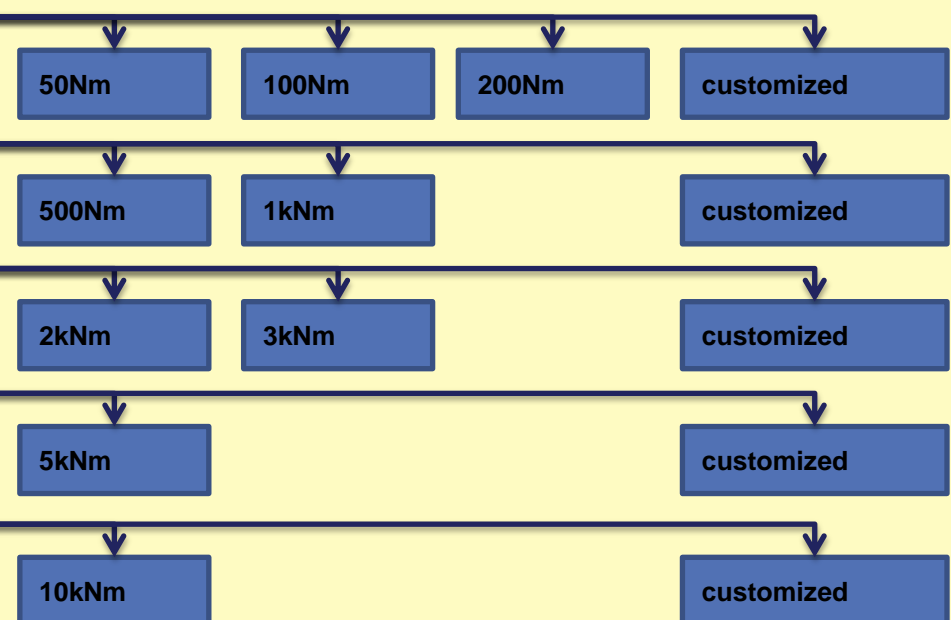 50Nm 100Nm 200Nm customized
500Nm 1kNm customized
2kNm 3kNm customized
5kNm customized
10kNm customized